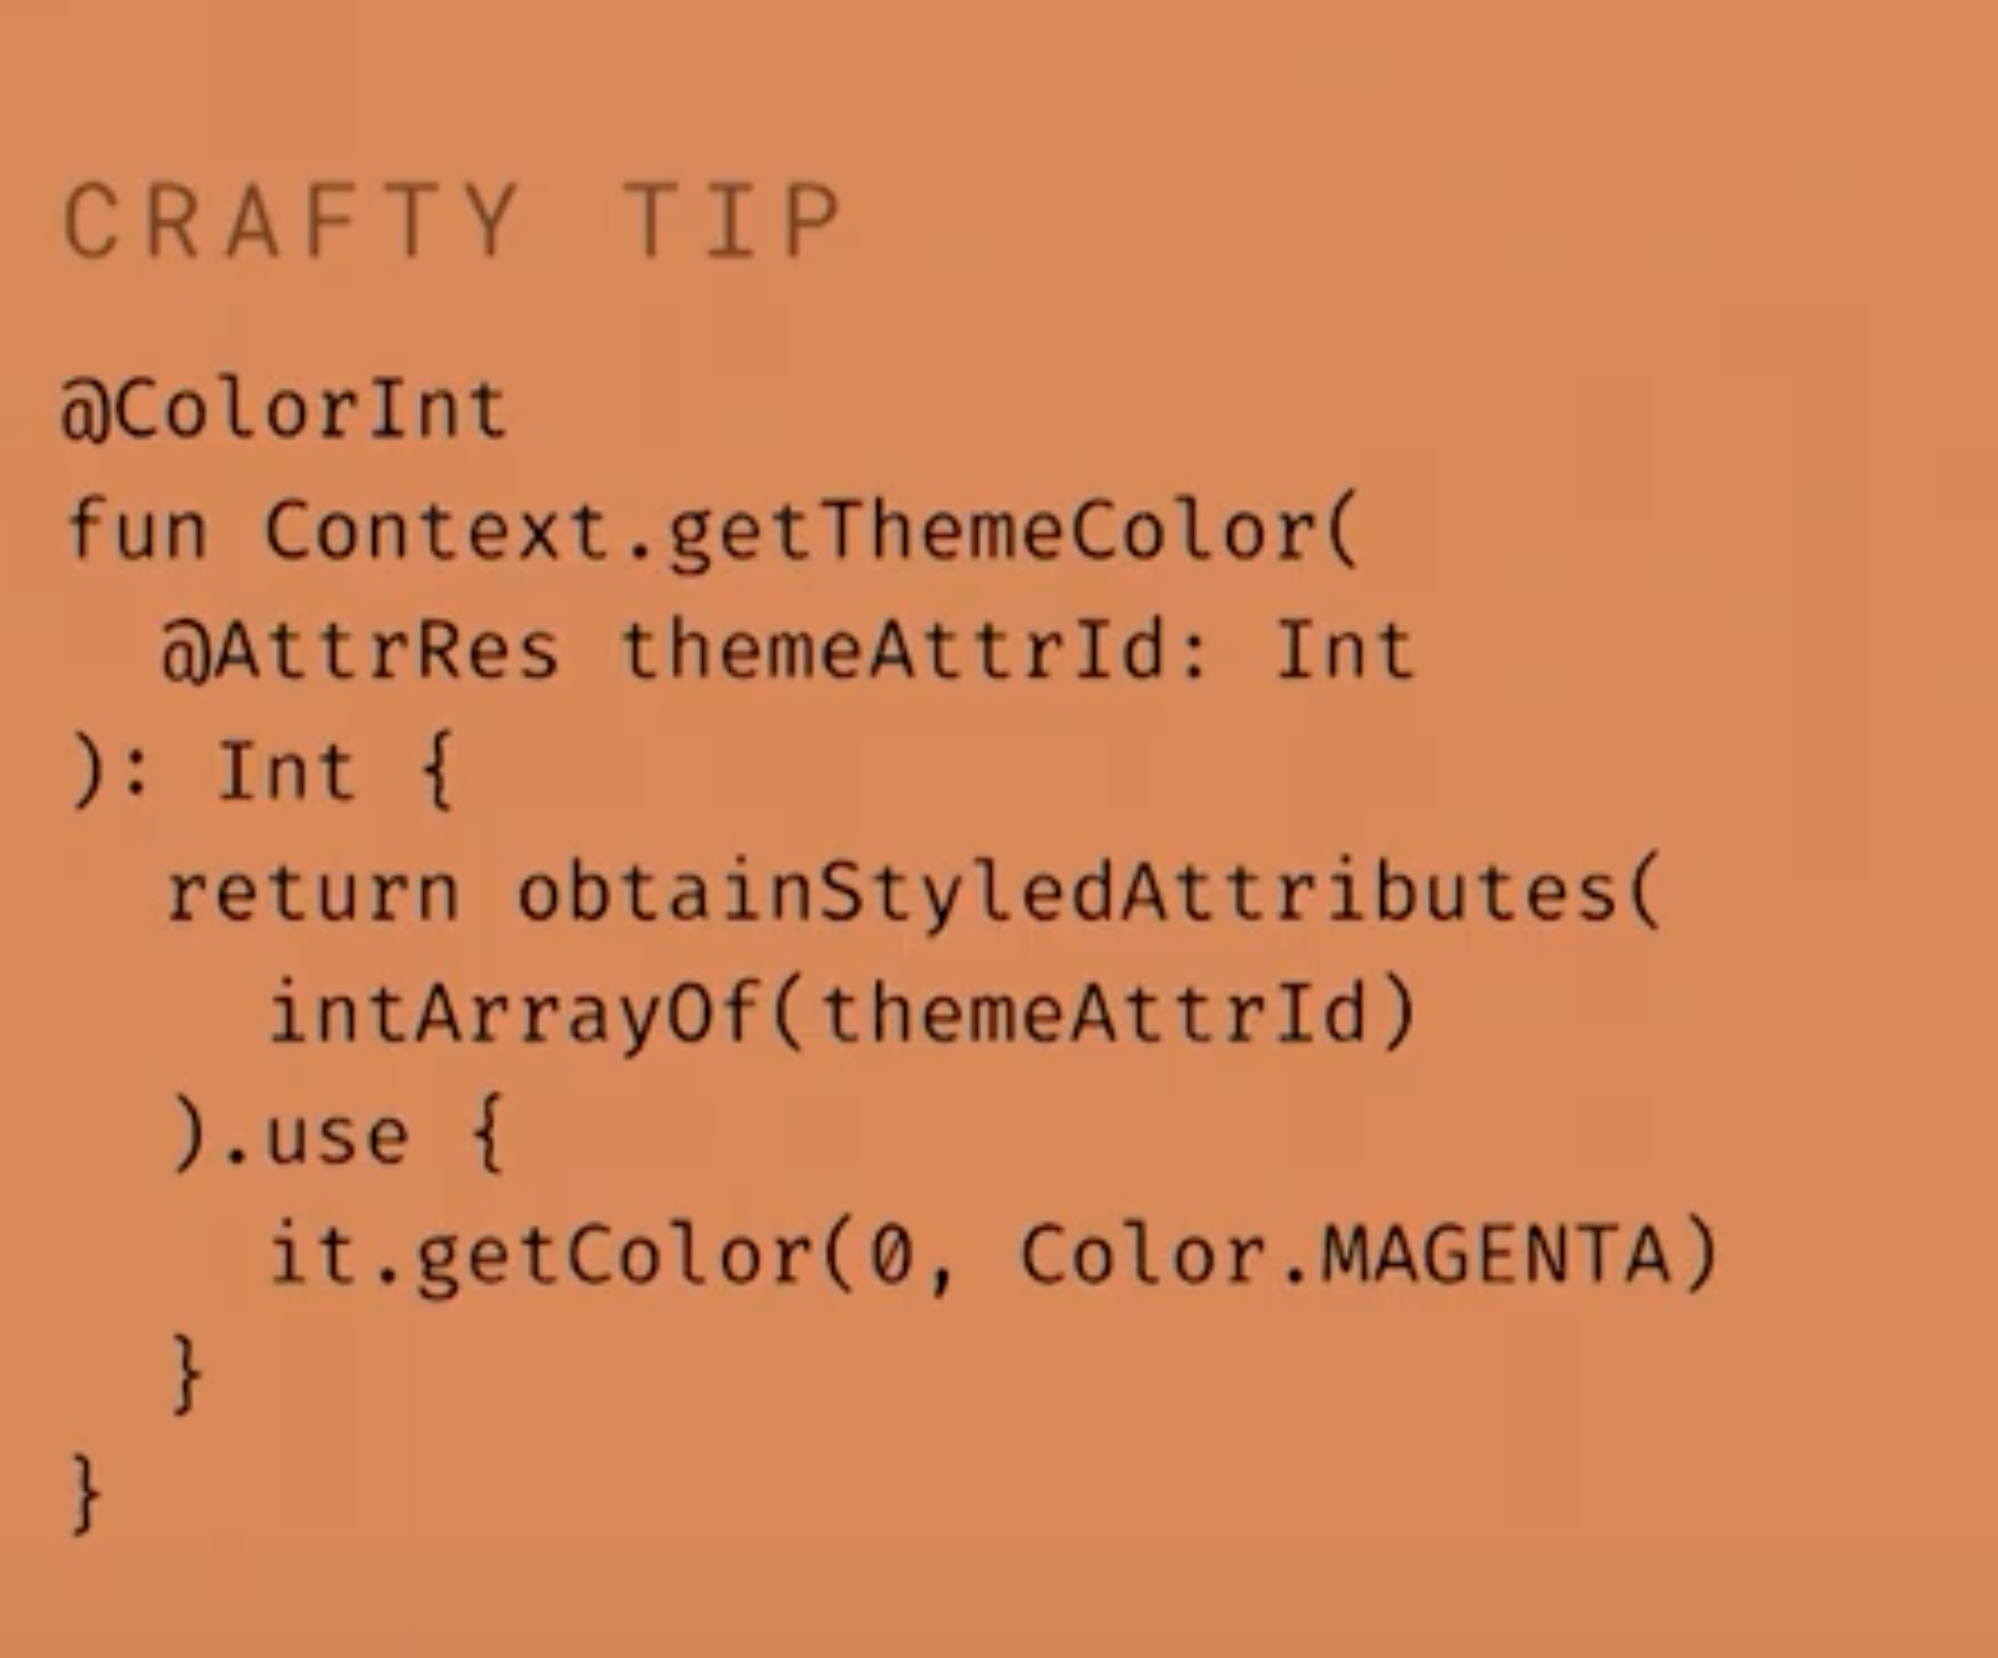 CRAFTY TIP
@ColorInt
fun Context.getThemeColor(
  @AttrRes themeAttrId: Int
): Int {
  return obtainStyledAttributes(
    intArrayOf(themeAttrId)
  ).use {
    it.getColor(0, Color.MAGENTA)
  }
}